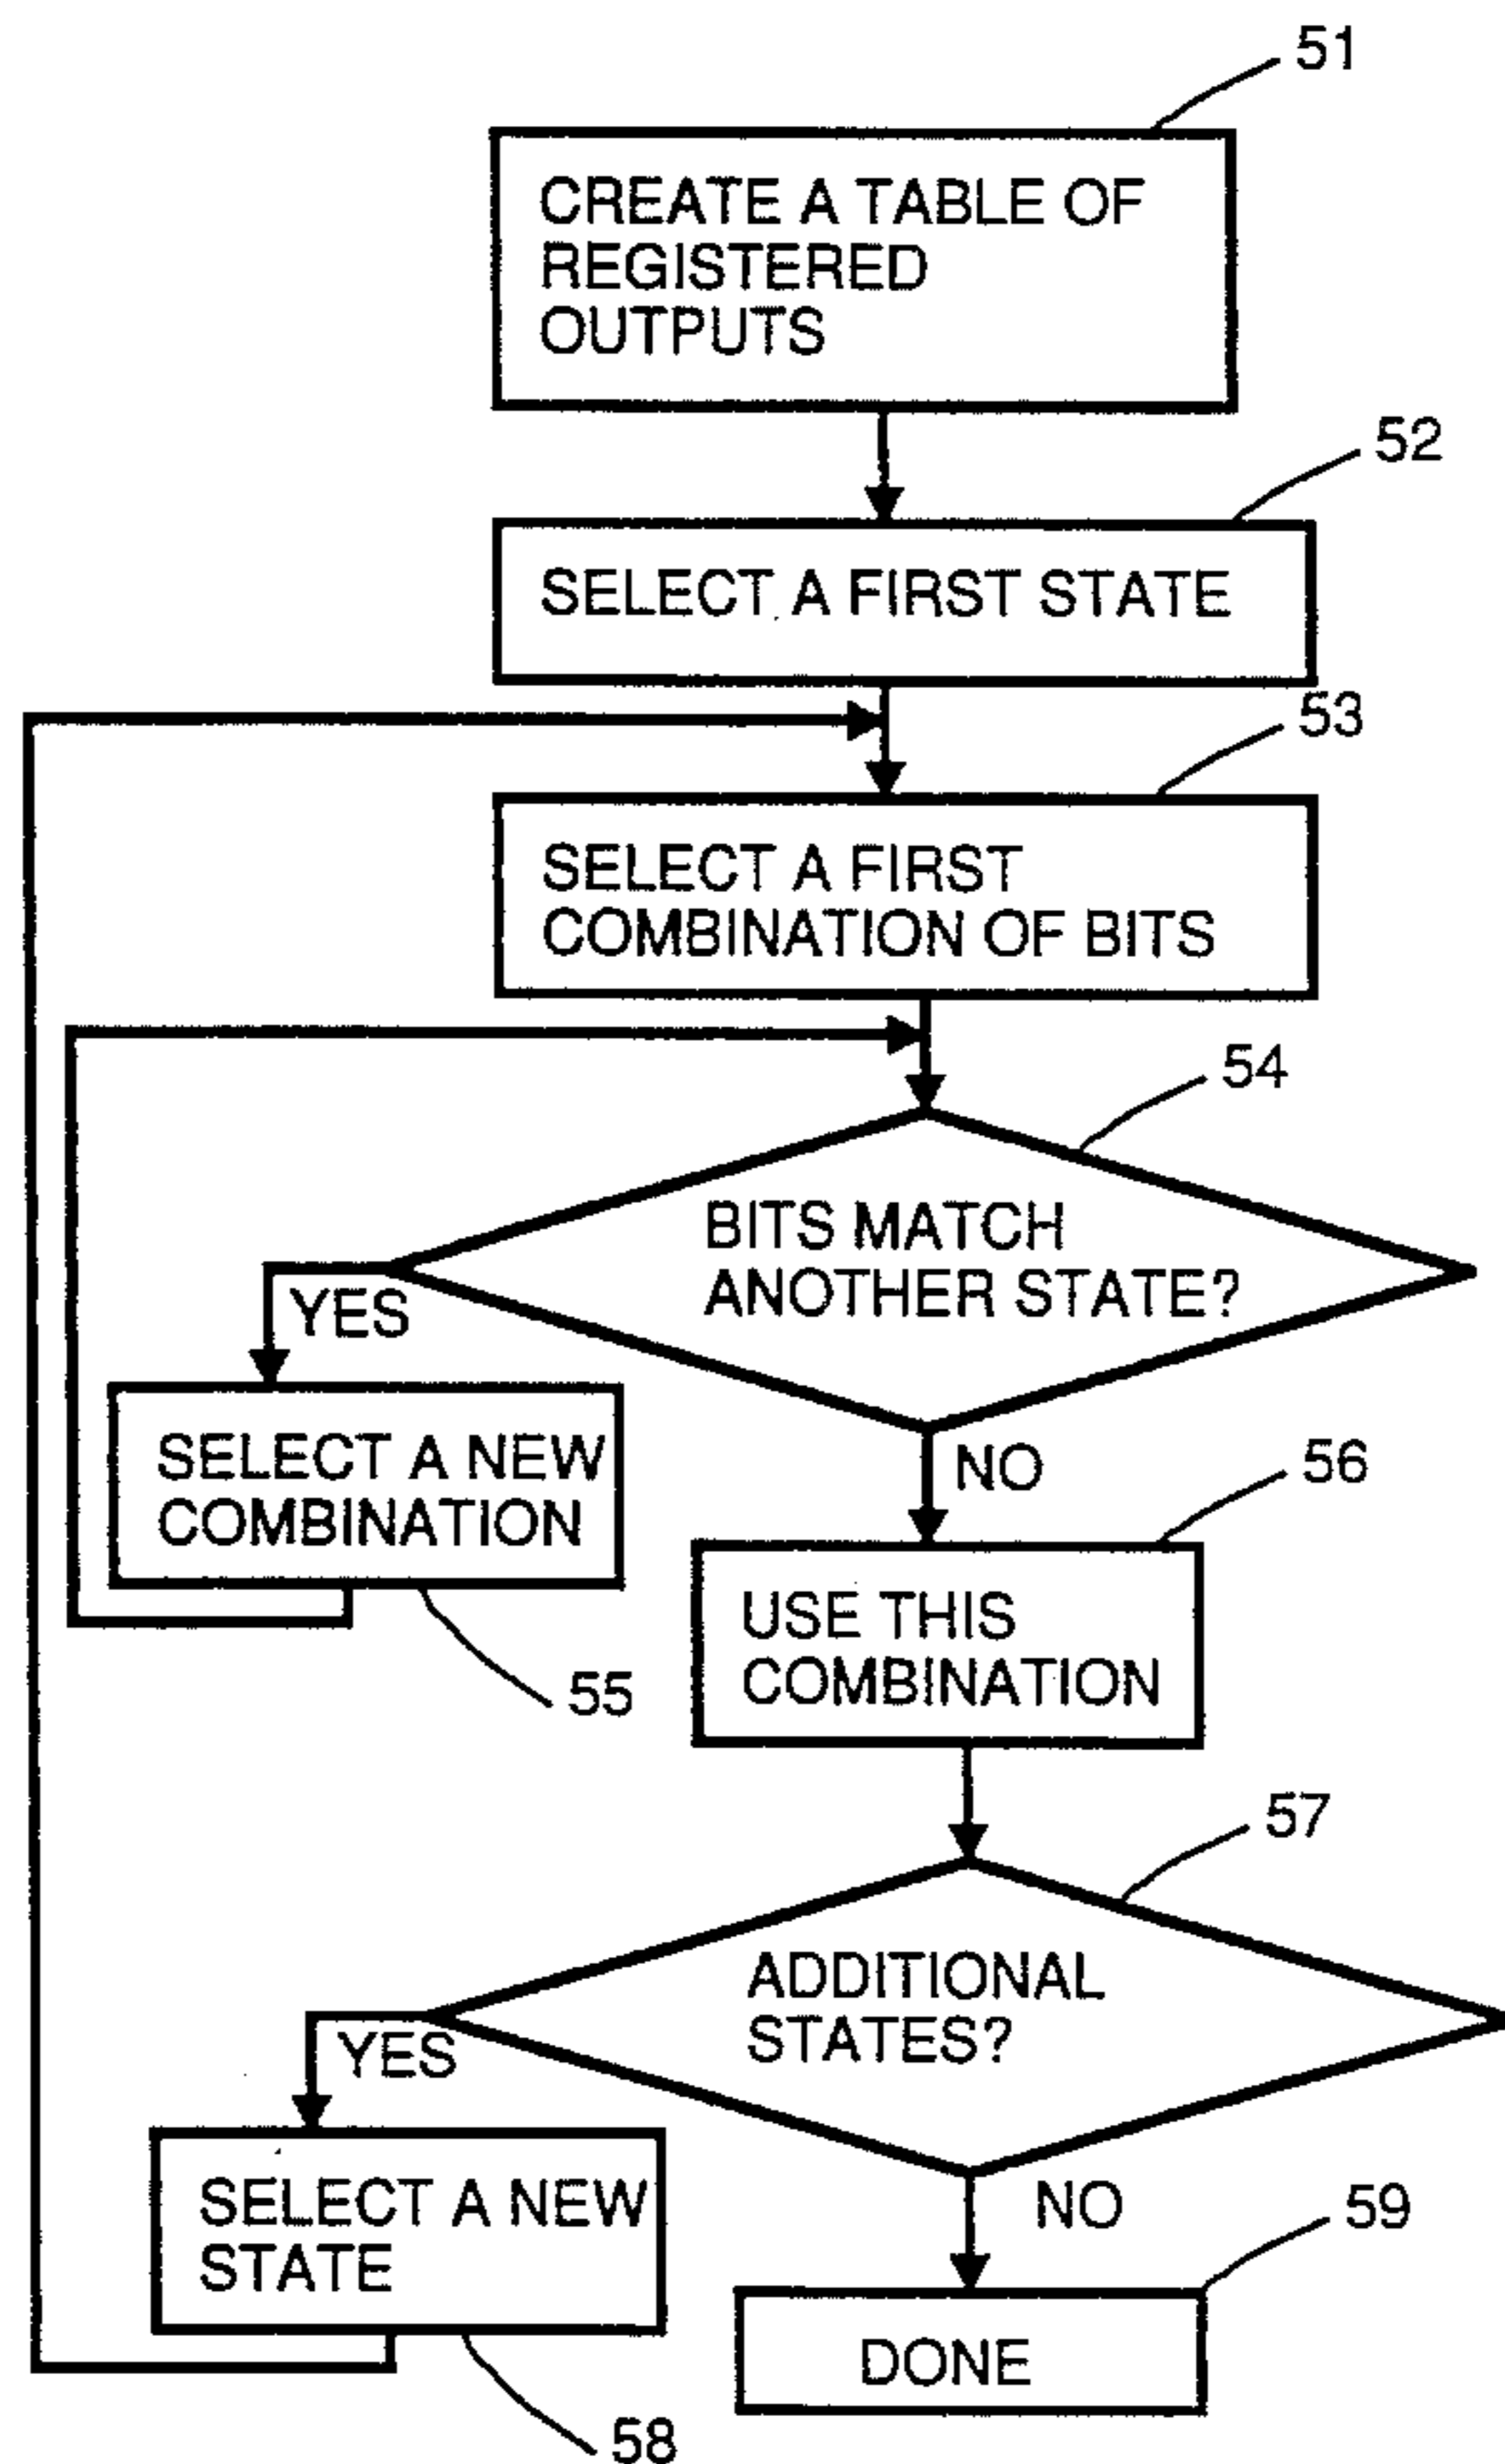 51
CREATE A TABLE OF
REGISTERED
OUTPUTS
52
SELECT A FIRST STATE
53
SELECT A FIRST
COMBINATION OF BITS
54
BITS MATCH
ANOTHER STATE?
YES
SELECT A NEW
COMBINATION
55
NO
56
USE THIS
COMBINATION
57
ADDITIONAL
STATES?
YES
SELECT A NEW
STATE
58
NO
59
DONE